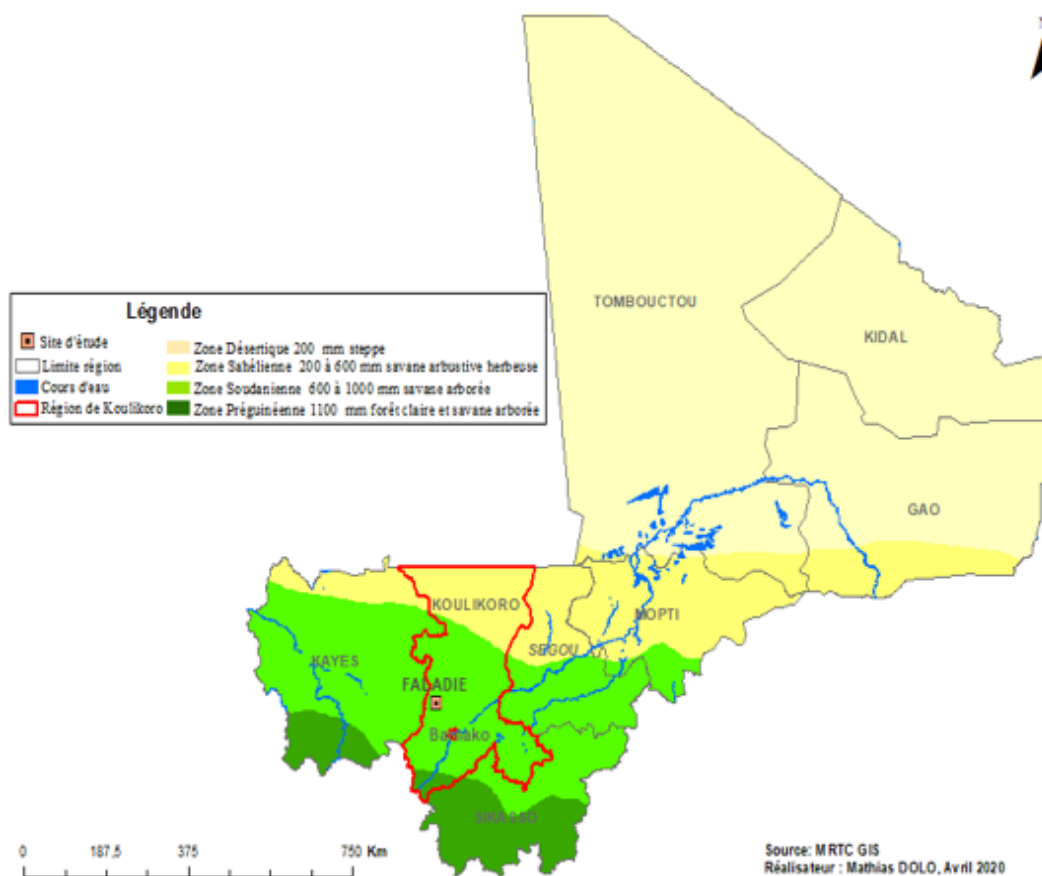 N
TOMBOUCTOU
KIDAL
Légende
Site d'étude
Limite région
Cours d'eau
Région de Koulikoro
Zone Désertique 200 mm steppe
Zone Sahélienne 200 à 600 mm savane arbustive herbeuse
Zone Soudanienne 600 à 1000 mm savane arborée
Zone Préguinéenne 1100 mm forêt claire et savane arborée
GAO
KOULIKORO
MOPTI
SEGOU
KAYES
FALADIE
Bamako
SIKASSO
0 187,5 375 750 Km
Source: MRTC GIS
Réalisateur : Mathias DOLO, Avril 2020